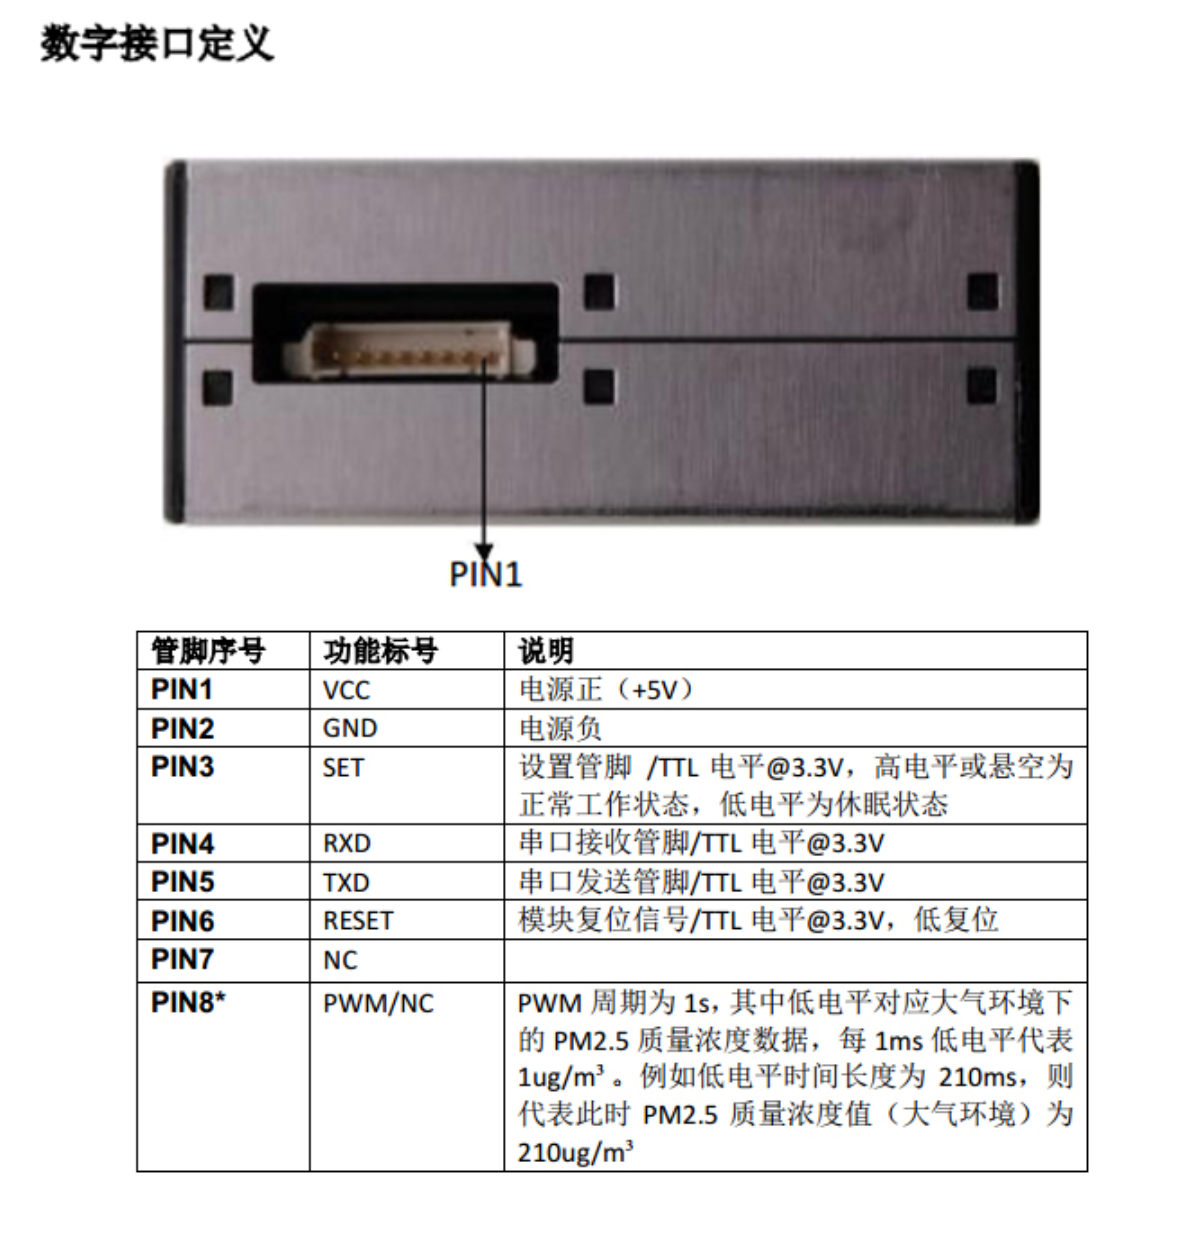 数字接口定义
PIN1
管脚序号 功能标号 说明
PIN1 VCC 电源正（+5V）
PIN2 GND 电源负
PIN3 SET 设置管脚 /TTL 电平@3.3V，高电平或悬空为
正常工作状态，低电平为休眠状态
PIN4 RXD 串口接收管脚/TTL 电平@3.3V
PIN5 TXD 串口发送管脚/TTL 电平@3.3V
PIN6 RESET 模块复位信号/TTL 电平@3.3V，低复位
PIN7 NC
PIN8* PWM/NC PWM 周期为 1s，其中低电平对应大气环境下
的 PM2.5 质量浓度数据，每 1ms 低电平代表
1ug/m³ 。例如低电平时间长度为 210ms，则
代表此时 PM2.5 质量浓度值（大气环境）为
210ug/m³